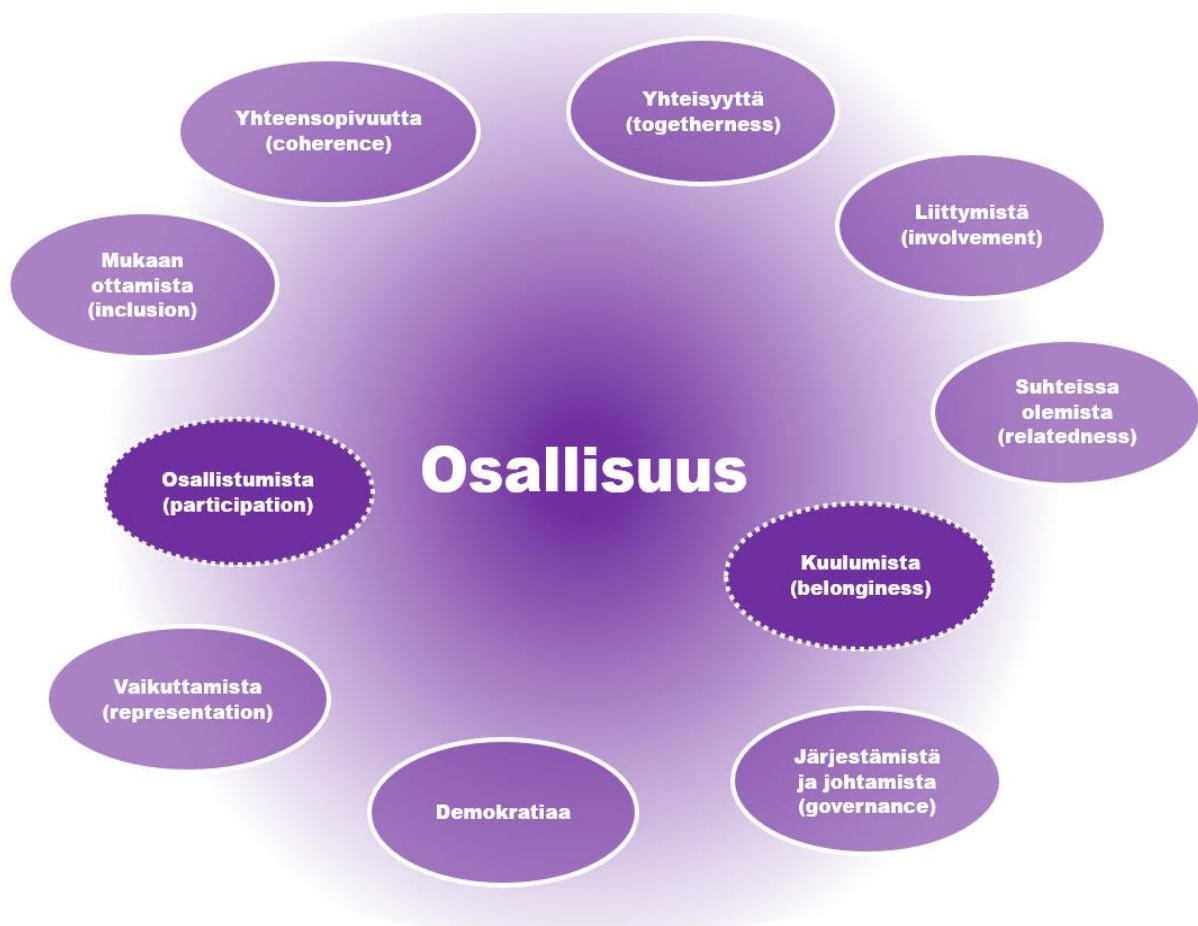 Yhteensopivuutta
(coherence)
Yhteisyyttä
(togetherness)
Liittymistä
(involvement)
Mukaan
ottamista
(inclusion)
Suhteissa
olemista
(relatedness)
Osallisuus
Osallistumista
(participation)
Kuulumista
(belonginess)
Vaikuttamista
(representation)
Demokratiaa
Järjestämistä
ja johtamista
(governance)